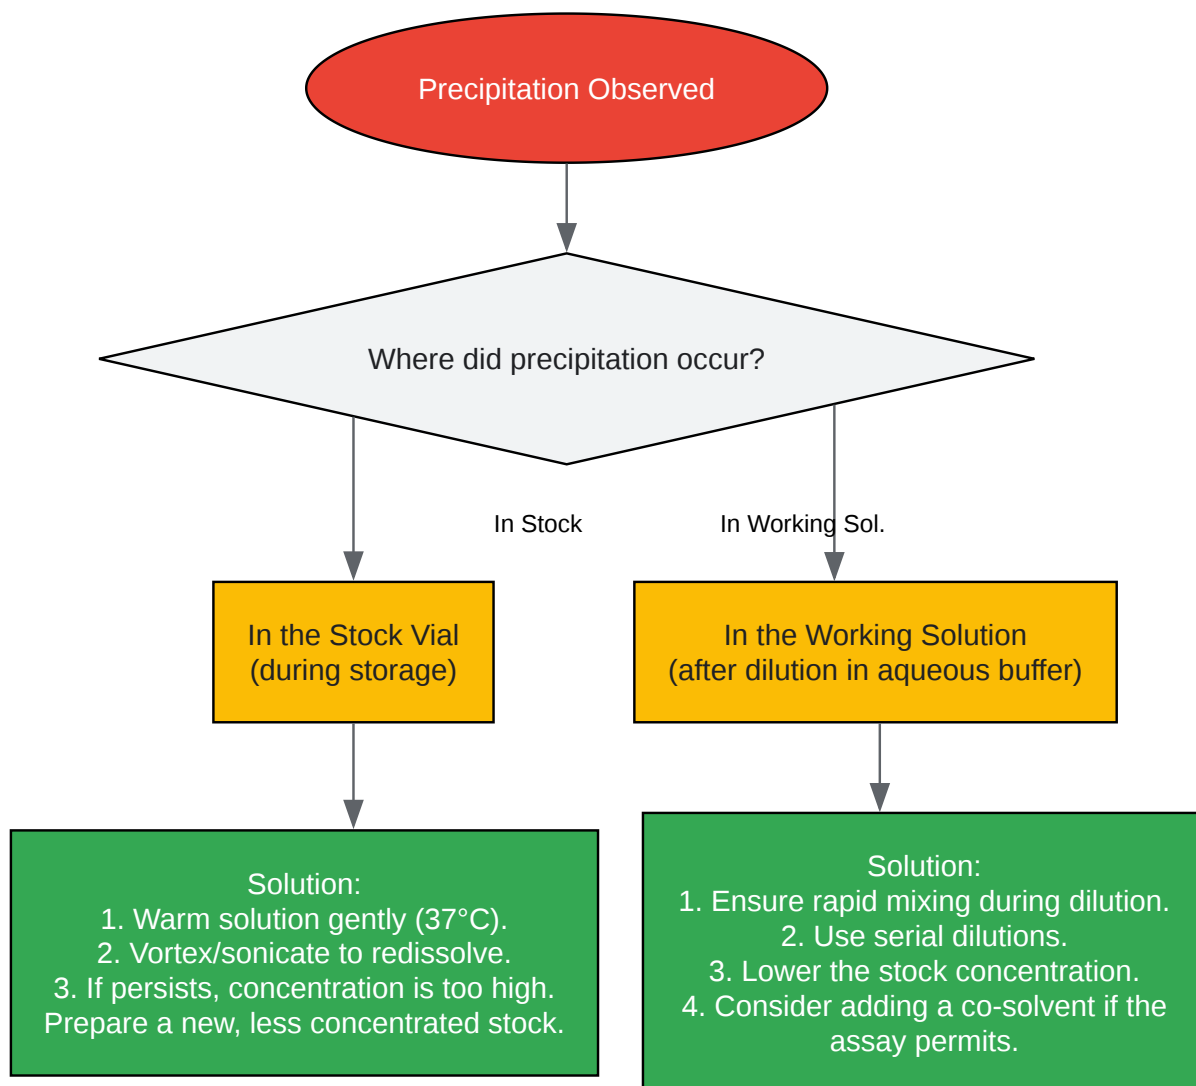 Precipitation Observed
Where did precipitation occur?
In Stock
In Working Sol.
In the Stock Vial
(during storage)
In the Working Solution
(after dilution in aqueous buffer)
Solution:
1. Warm solution gently (37°C).
2. Vortex/sonicate to redissolve.
3. If persists, concentration is too high.
Prepare a new, less concentrated stock.
Solution:
1. Ensure rapid mixing during dilution.
2. Use serial dilutions.
3. Lower the stock concentration.
4. Consider adding a co-solvent if the
assay permits.